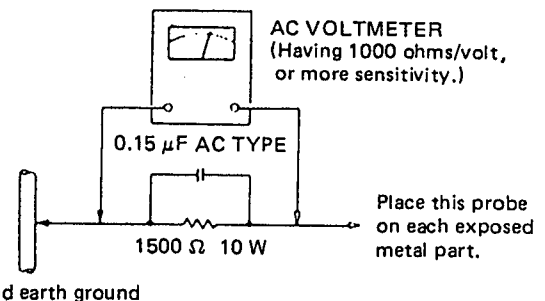 AC VOLTMETER
(Having 1000 ohms/volt,
or more sensitivity.)
0.15 µF AC TYPE
1500 Ω 10 W
Place this probe
on each exposed
metal part.
d earth ground